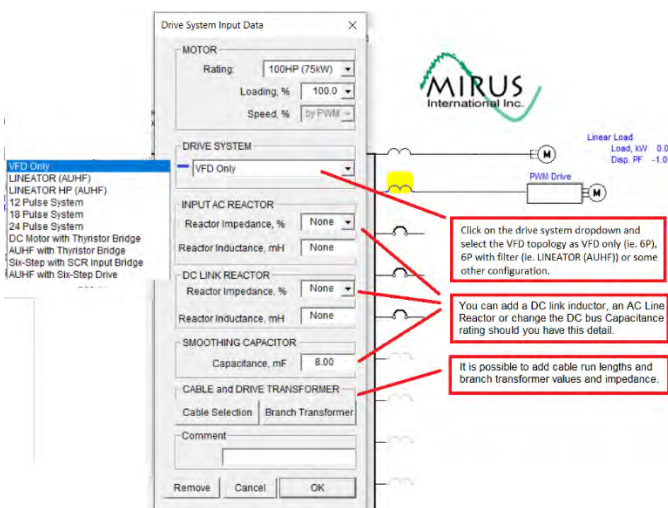 Drive System Input Data
MOTOR
Rating: 100HP (75kW)
Loading, % 100.0
Speed, % by PWM
DRIVE SYSTEM
VFD Only
VFD Only
LINEATOR (AUHF)
LINEATOR HP (AUHF)
12 Pulse System
18 Pulse System
24 Pulse System
DC Motor with Thyristor Bridge
AUHF with Thyristor Bridge
Six-Step with SCR Input Bridge
AUHF with Six-Step Drive
INPUT AC REACTOR
Reactor Impedance, % None
Reactor Inductance, mH None
DC LINK REACTOR
Reactor Impedance, % None
Reactor Inductance, mH None
SMOOTHING CAPACITOR
Capacitance, mF 8.00
CABLE and DRIVE TRANSFORMER
Cable Selection Branch Transformer
Comment
Remove Cancel OK
MIRUS
International Inc.
Linear Load
Load, kW 0.0
Disp. PF -1.0
M
PWM Drive
M
Click on the drive system dropdown and
select the VFD topology as VFD only (ie. 6P),
6P with filter (ie. LINEATOR (AUHF)) or some
other configuration.
You can add a DC link inductor, an AC Line
Reactor or change the DC bus Capacitance
rating should you have this detail.
It is possible to add cable run lengths and
branch transformer values and impedance.